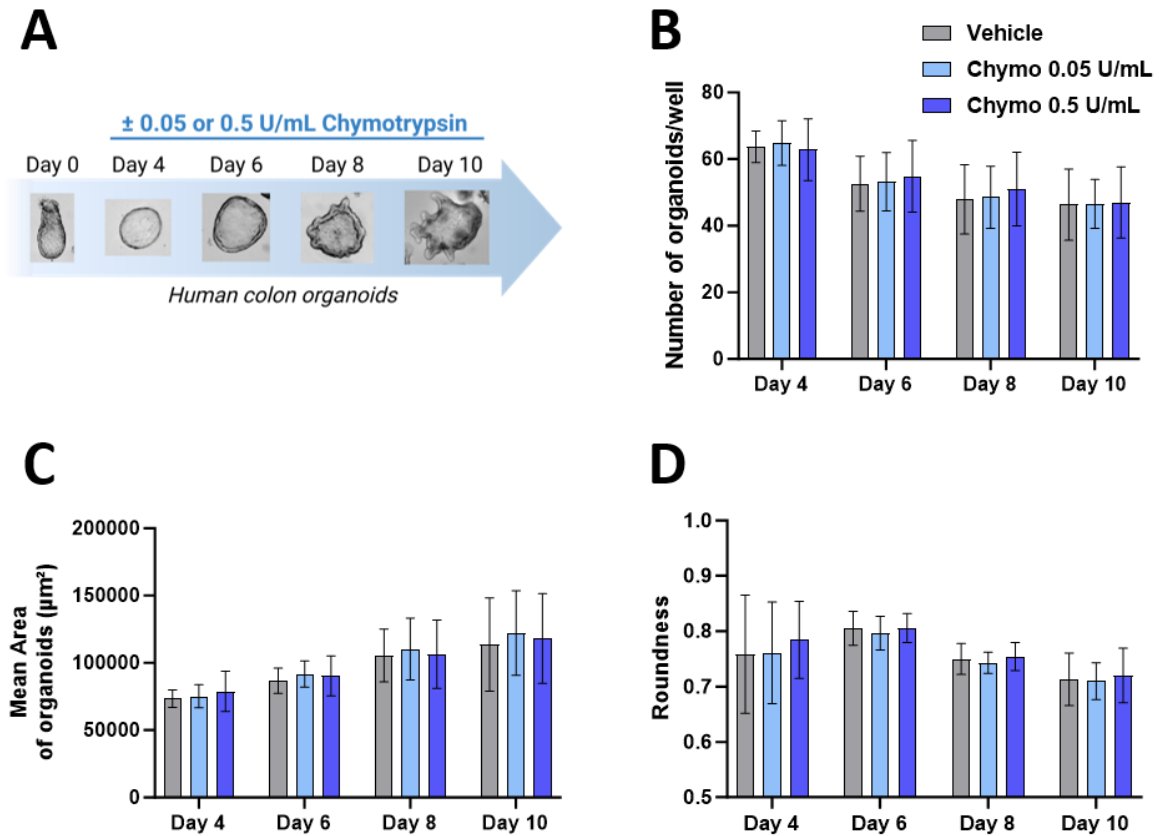 A
± 0.05 or 0.5 U/mL Chymotrypsin
Day 0 Day 4 Day 6 Day 8 Day 10
Human colon organoids
B
Vehicle
Chymo 0.05 U/mL
Chymo 0.5 U/mL
Number of organoids/well
80
60
40
20
0
Day 4 Day 6 Day 8 Day 10
C
Mean Area
of organoids (µm²)
200000
150000
100000
50000
0
Day 4 Day 6 Day 8 Day 10
D
Roundness
1.0
0.9
0.8
0.7
0.6
0.5
Day 4 Day 6 Day 8 Day 10